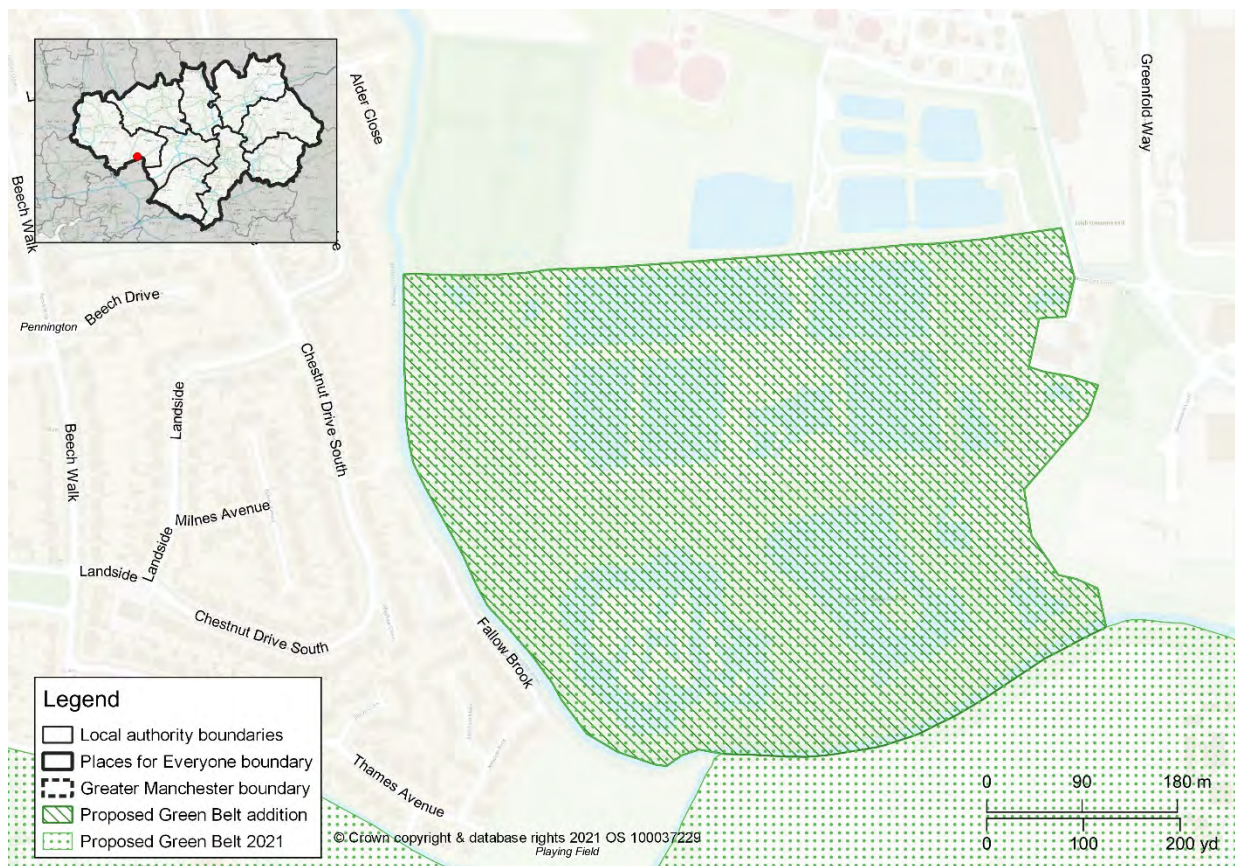 Alder Close
Greenfold Way
Beech Walk
Beech Drive
Pennington
Chestnut Drive South
Landside
Beech Walk
Milnes Avenue
Landside
Landside
Chestnut Drive South
Fallow Brook
Thames Avenue
Legend
Local authority boundaries
Places for Everyone boundary
Greater Manchester boundary
Proposed Green Belt addition
Proposed Green Belt 2021
0 90 180 m
0 100 200 yd
© Crown copyright & database rights 2021 OS 100037229
Playing Field